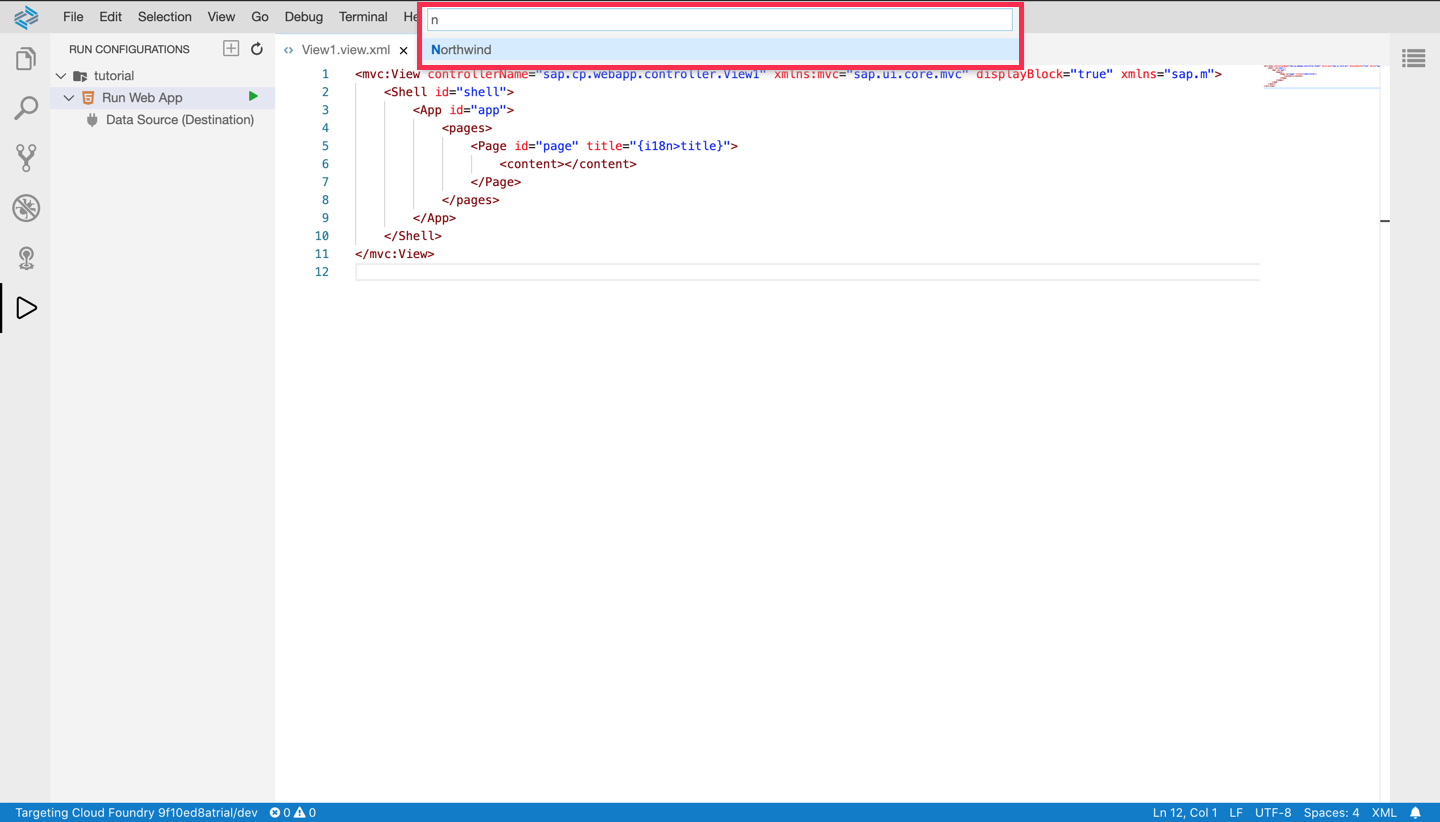 File Edit Selection View Go Debug Terminal He
n
Northwind
RUN CONFIGURATIONS
tutorial
Run Web App
Data Source (Destination)
View1.view.xml
1 <mvc:View controllerName="sap.cp.webapp.controller.View1" xmlns:mvc="sap.ui.core.mvc" displayBlock="true" xmlns="sap.m">
2 <Shell id="shell">
3 <App id="app">
4 <pages>
5 <Page id="page" title="{i18n>title}">
6 <content></content>
7 </Page>
8 </pages>
9 </App>
10 </Shell>
11 </mvc:View>
12
Targeting Cloud Foundry 9f10ed8atrial/dev 0 0 Ln 12, Col 1 LF UTF-8 Spaces: 4 XML